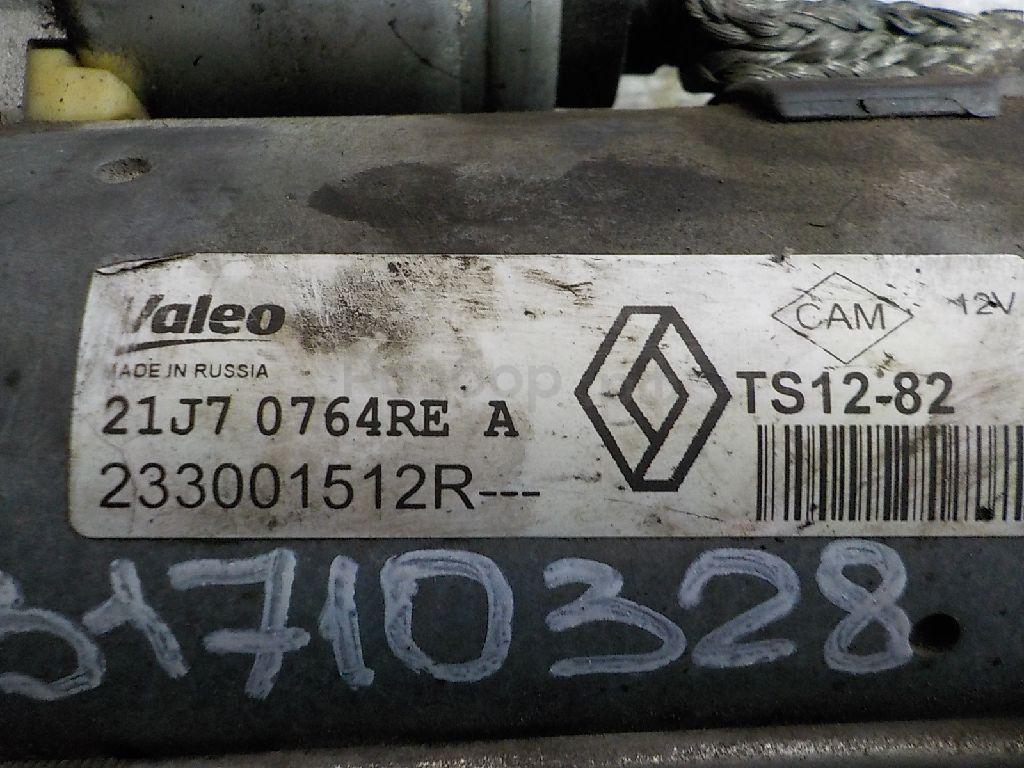 Valeo
MADE IN RUSSIA
21J7 0764RE A
233001512R---
CAM
12V
TS12-82
1710328